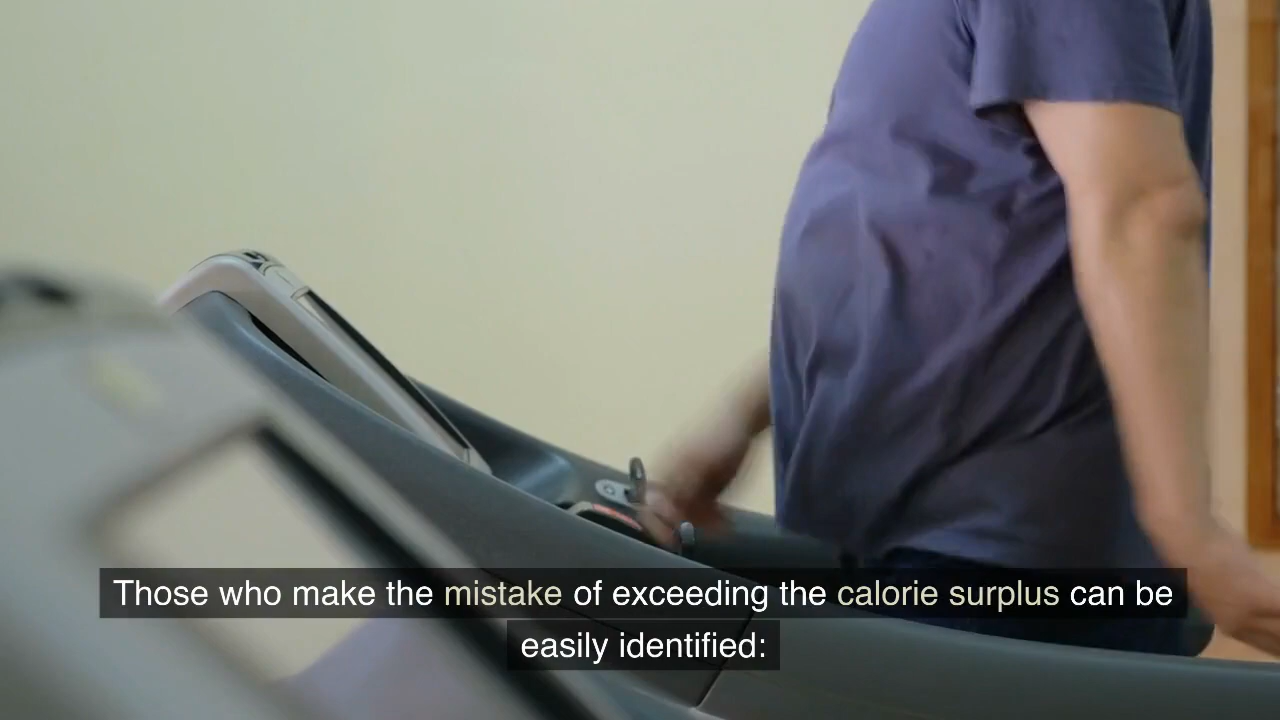 Those who make the mistake of exceeding the calorie surplus can be
easily identified: